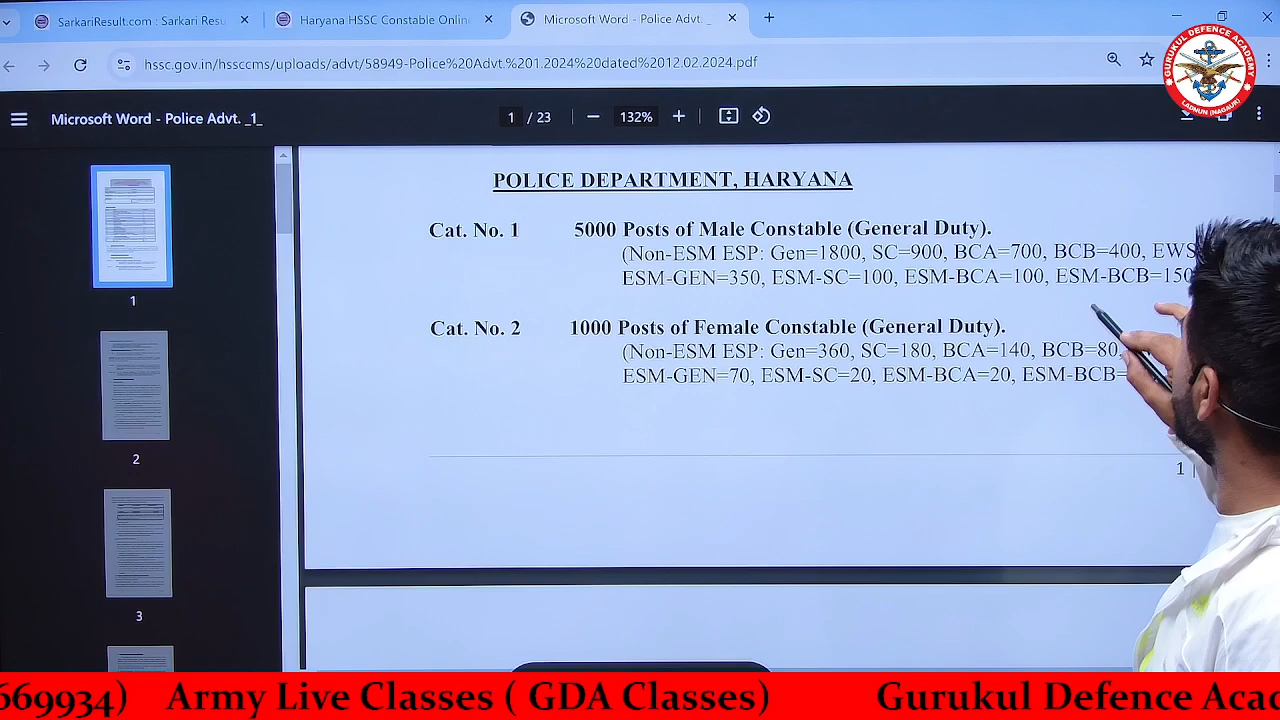 SarkariResult.com : Sarkari Resu
Haryana HSSC Constable Online
Microsoft Word - Police Advt. _
hssc.gov.in/hssccms/uploads/advt/58949-Police%20Advt.%201.2024%20dated%2012.02.2024.pdf
GURUKUL DEFENCE ACADEMY
LADNUN (NAGAUR)
Microsoft Word - Police Advt. _1_
1 / 23
132%
POLICE DEPARTMENT, HARYANA
Cat. No. 1 5000 Posts of Male Constable (General Duty).
(Non-ESM ESP: Gen=1800, SC=900, BCA=700, BCB=400, EWS
ESM-GEN=350, ESM-SC=100, ESM-BCA=100, ESM-BCB=150
Cat. No. 2 1000 Posts of Female Constable (General Duty).
(Non-ESM ESP: Gen=360, SC=180, BCA=140, BCB=80,
ESM-GEN=70, ESM-SC=20, ESM-BCA=20, ESM-BCB=
1 |
1
2
3
669934) Army Live Classes ( GDA Classes) Gurukul Defence Aca